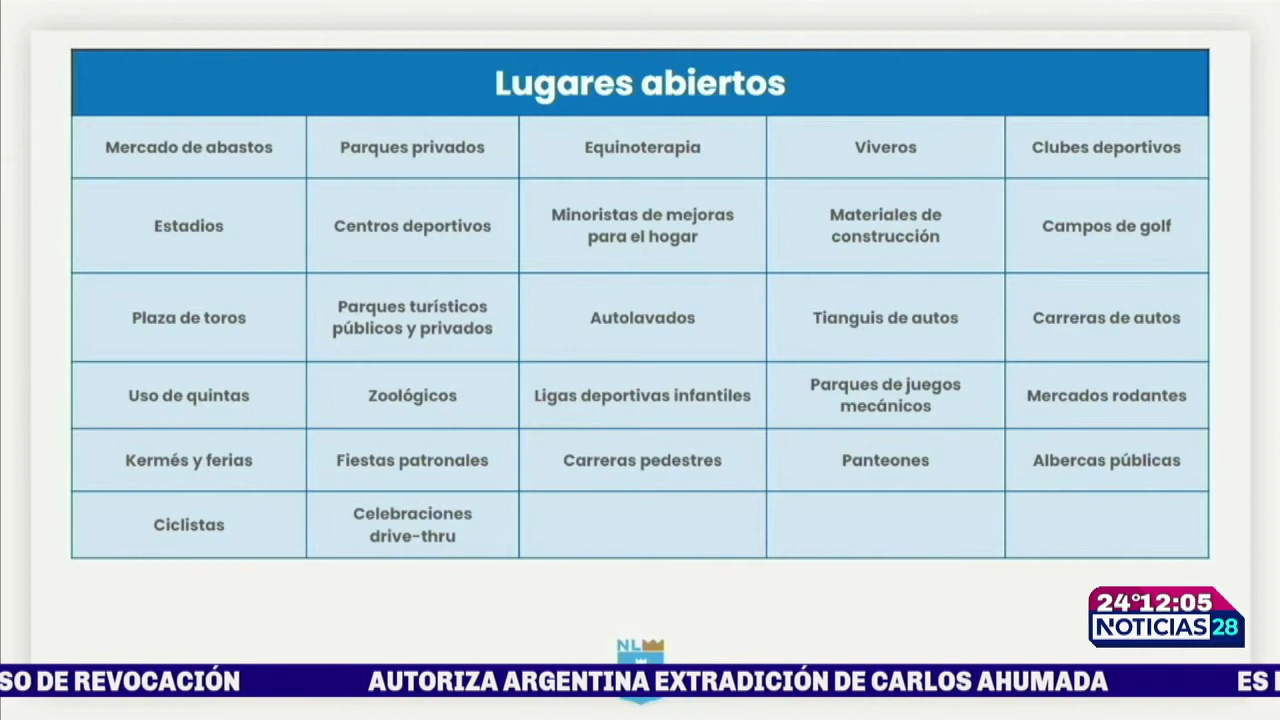 Lugares abiertos
Mercado de abastos
Parques privados
Equinoterapia
Viveros
Clubes deportivos
Estadios
Centros deportivos
Minoristas de mejoras
para el hogar
Materiales de
construcción
Campos de golf
Plaza de toros
Parques turísticos
públicos y privados
Autolavados
Tianguis de autos
Carreras de autos
Uso de quintas
Zoológicos
Ligas deportivas infantiles
Parques de juegos
mecánicos
Mercados rodantes
Kermés y ferias
Fiestas patronales
Carreras pedestres
Panteones
Albercas públicas
Ciclistas
Celebraciones
drive-thru
24°12:05
NOTICIAS 28
NL
SO DE REVOCACIÓN AUTORIZA ARGENTINA EXTRADICIÓN DE CARLOS AHUMADA ES